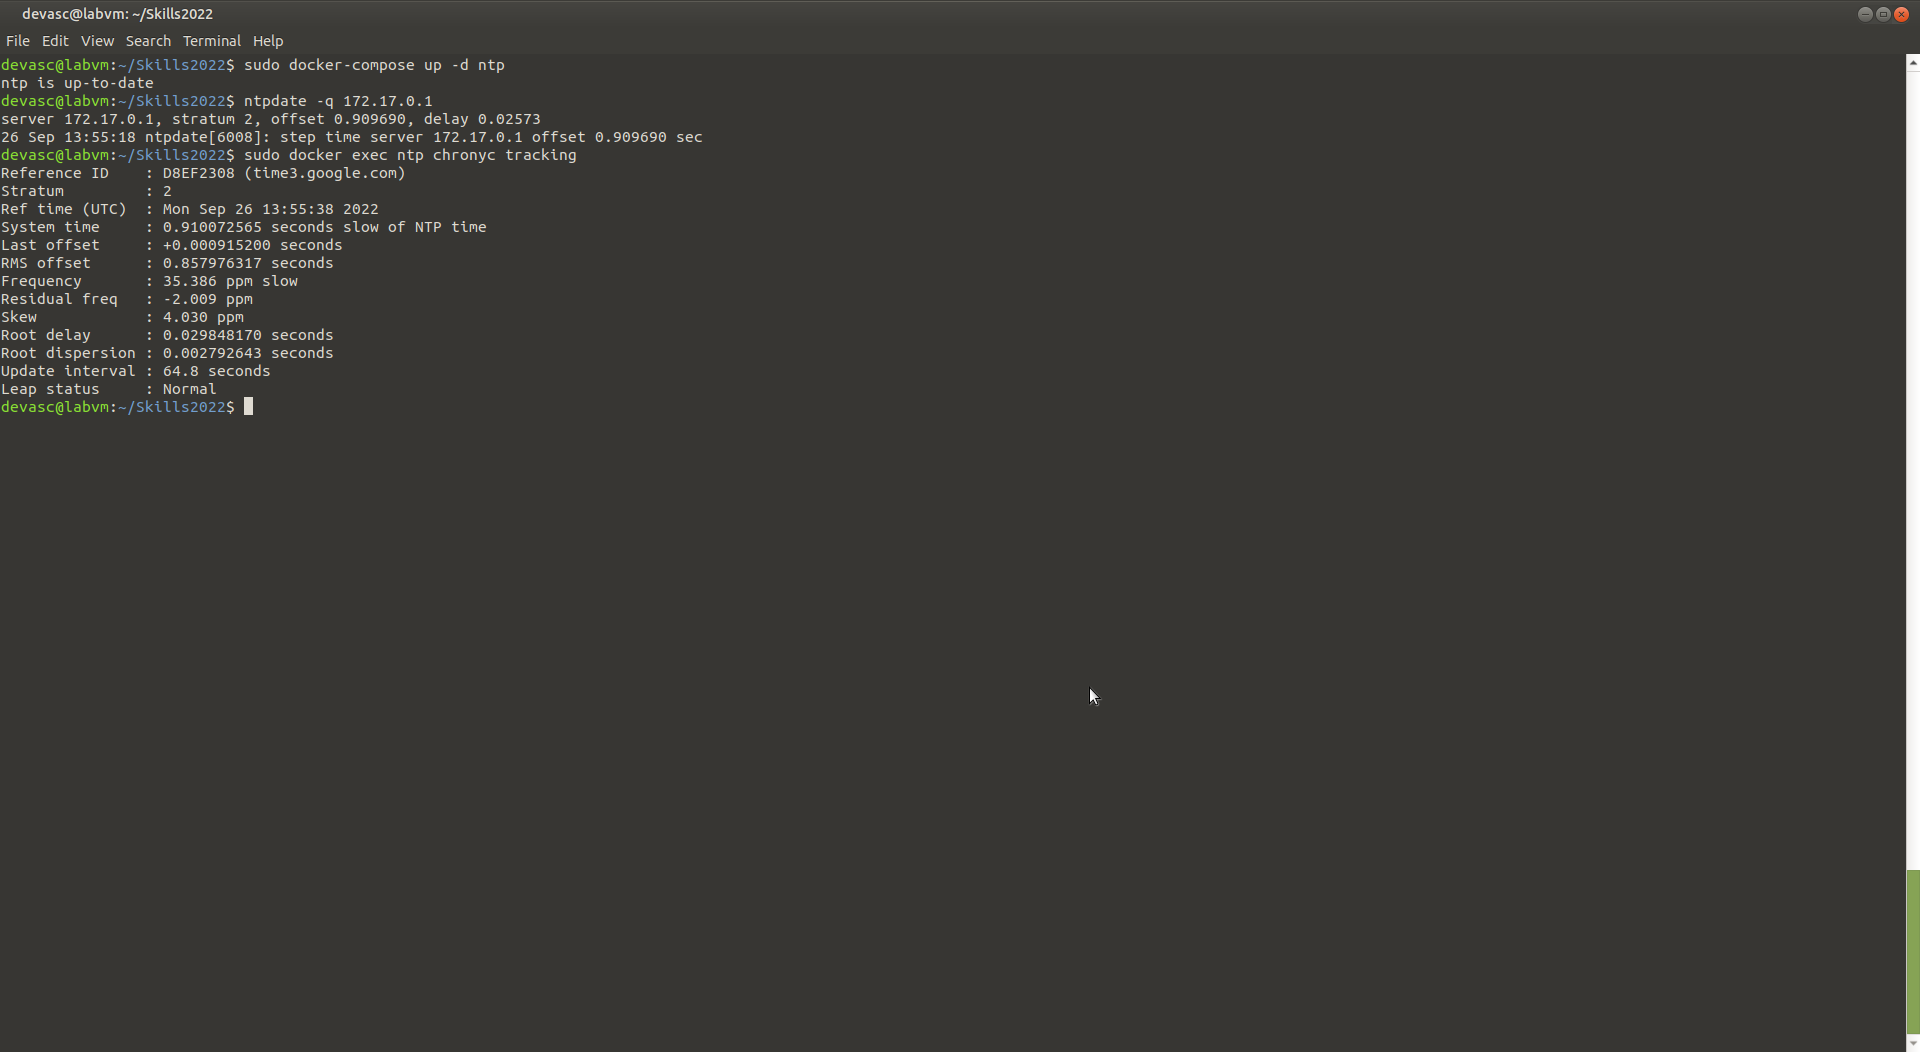 devasc@labvm: ~/Skills2022
File Edit View Search Terminal Help
devasc@labvm:~/Skills2022$ sudo docker-compose up -d ntp
ntp is up-to-date
devasc@labvm:~/Skills2022$ ntpdate -q 172.17.0.1
server 172.17.0.1, stratum 2, offset 0.909690, delay 0.02573
26 Sep 13:55:18 ntpdate[6008]: step time server 172.17.0.1 offset 0.909690 sec
devasc@labvm:~/Skills2022$ sudo docker exec ntp chronyc tracking
Reference ID    : D8EF2308 (time3.google.com)
Stratum         : 2
Ref time (UTC)  : Mon Sep 26 13:55:38 2022
System time     : 0.910072565 seconds slow of NTP time
Last offset     : +0.000915200 seconds
RMS offset      : 0.857976317 seconds
Frequency       : 35.386 ppm slow
Residual freq   : -2.009 ppm
Skew            : 4.030 ppm
Root delay      : 0.029848170 seconds
Root dispersion : 0.002792643 seconds
Update interval : 64.8 seconds
Leap status     : Normal
devasc@labvm:~/Skills2022$